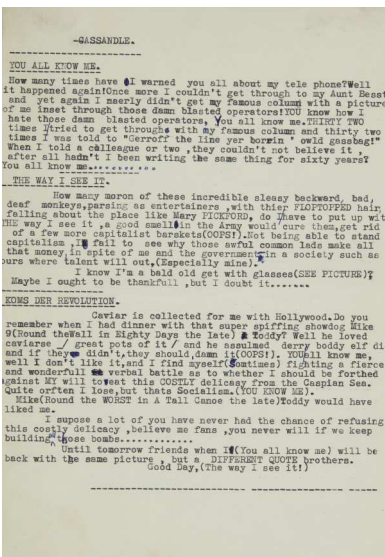 -CASSANDLE.
YOU ALL KNOW ME.
How many times have I warned you all about my tele phone?Well
it happened again!Once more I couldn't get through to my Aunt Besst
and yet again I naerly didn't get my famous column with a picture
of me inset through those damn blasted operators!YOU know how I
hate those damn blasted operators, You all know me.THIRTY TWO
times I tried to get through with my famous column and thirty two
times I was told to "Gerroff the line yer borrin' owld gassbag!"
When I told a colleague or two ,they couldn't not believe it ,
after all hadn't I been writing the same thing for sixty years?
You all know me..........
THE WAY I SEE IT.
How many moron of these incredible sleasy backward, bad,
deaf monkeys,parsing as entertainers ,with thier FLOPTOPPED hair
falling about the place like Mary PICKFORD, do I have to put up wit
THE way I see it ,a good smell in the Army would cure them,get rid
of a few more capitalist barskets(OOPS!).Not being able to stand
capitalism ,I fail to see why those awful common lads make all
that money,in spite of me and the government in a society such as
ours where talent will out,(Especially mine).
I know I'm a bald old get with glasses(SEE PICTURE)?
Maybe I ought to be thankfull ,but I doubt it.......
KOMS DER REVOLUTION.
Caviar is collected for me with Hollywood.Do you
remember when I had dinner with that super spiffing showdog Mike
9(Round theWall in Eighty Days the late) Toddy? Well he loved
caviarse / great pots of it / and he assulmed derry boddy elf di
and if they didn't,they should,damn it(OOPS!). YOUall know me,
well I don't like it,and I find myself(Sometimes) fighting a fierce
and wonderfull verbal battle as to whether I should be forthed
against MY will to eat this COSTLY delicasy from the Caspian Sea.
Quite orften I lose,but thats Socialism.(YOU KNOW ME).
Mike(Round the WORST in A Tall Canoe the late)Toddy would have
liked me.
I supose a lot of you have never had the chance of refusing
this costly delicacy ,believe me fans ,you never will if we keep
building those bombs............
Until tomorrow friends when I(You all know me) will be
back with the same picture , but a DIFFERENT QUOTE brothers.
Good Day,(The way I see it!)